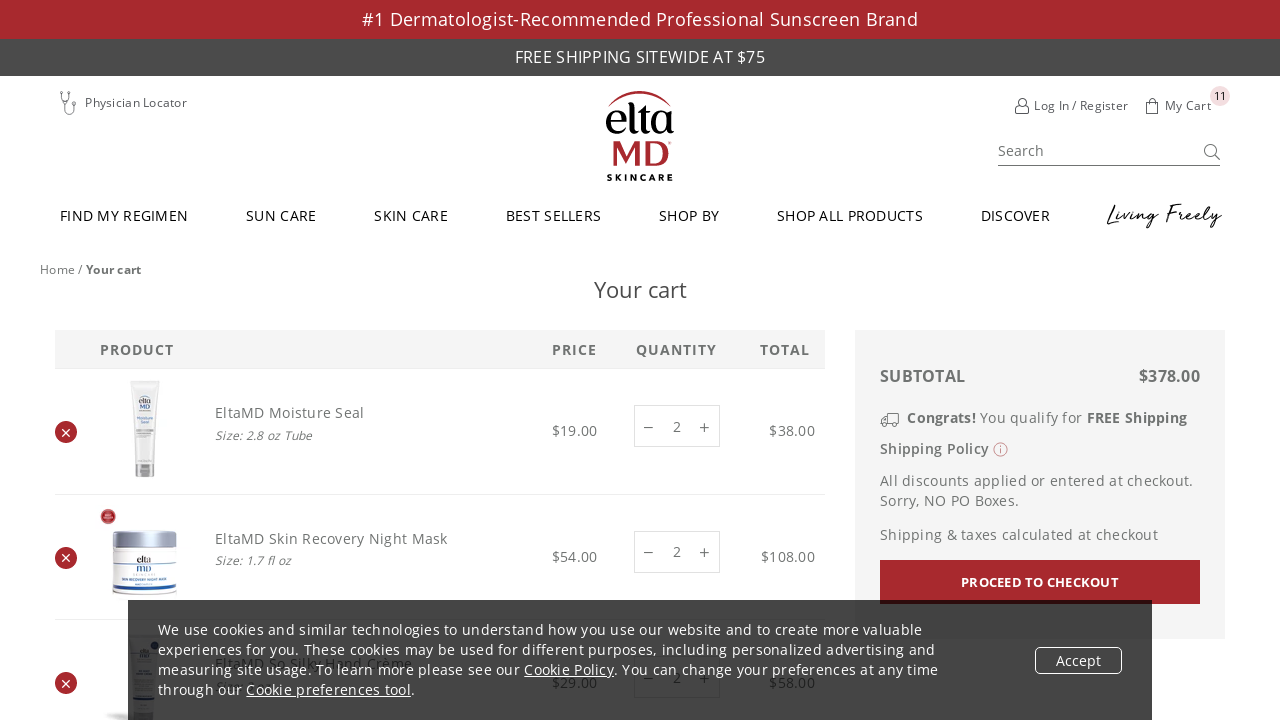 #1 Dermatologist-Recommended Professional Sunscreen Brand
FREE SHIPPING SITEWIDE AT $75
Physician Locator
elta
MD
SKINCARE
Log In / Register
My Cart
11
Search
FIND MY REGIMEN
SUN CARE
SKIN CARE
BEST SELLERS
SHOP BY
SHOP ALL PRODUCTS
DISCOVER
Living Freely
Home / Your cart
Your cart
PRODUCT PRICE QUANTITY TOTAL
EltaMD Moisture Seal
Size: 2.8 oz Tube
$19.00
− 2 +
$38.00
EltaMD Skin Recovery Night Mask
Size: 1.7 fl oz
$54.00
− 2 +
$108.00
EltaMD So Silky Hand Crème
$29.00
− 2 +
$58.00
SUBTOTAL $378.00
Congrats! You qualify for FREE Shipping
Shipping Policy
All discounts applied or entered at checkout.
Sorry, NO PO Boxes.
Shipping & taxes calculated at checkout
PROCEED TO CHECKOUT
We use cookies and similar technologies to understand how you use our website and to create more valuable
experiences for you. These cookies may be used for different purposes, including personalized advertising and
measuring site usage. To learn more please see our Cookie Policy. You can change your preferences at any time
through our Cookie preferences tool.
Accept